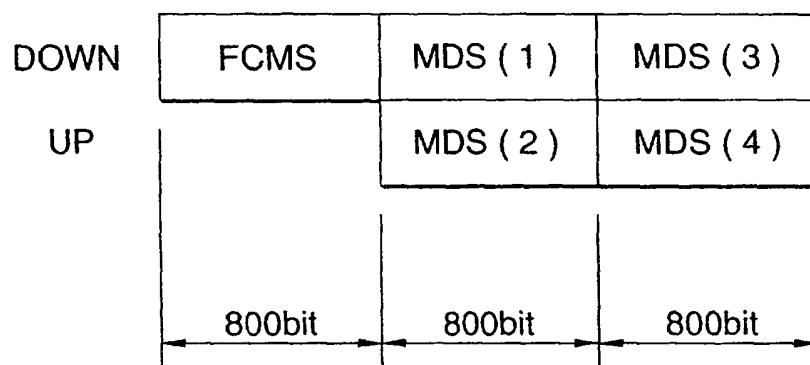 DOWN FCMS MDS ( 1 ) MDS ( 3 )
UP MDS ( 2 ) MDS ( 4 )
800bit 800bit 800bit